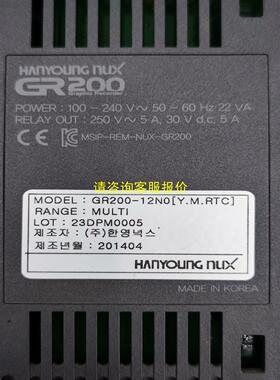 HANYOUNG NUX
GR200
Graphic Recorder
POWER : 100 - 240 V~ 50 - 60 Hz 22 VA
RELAY OUT : 250 V~ 5 A, 30 V d.c, 5 A
MSIP-REM-NUX-GR200
请咨询客服报价
MODEL : GR200-12N0[Y.M.RTC]
RANGE : MULTI
LOT : 23DPM0005
제조자 : (주)한영넉스
제조년월 : 201404
HANYOUNG NUX
MADE IN KOREA